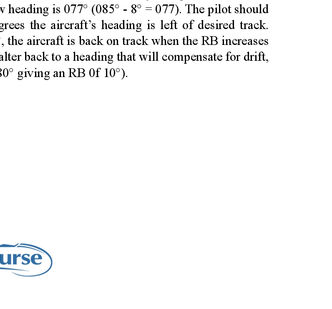 w heading is 077° (085° - 8° = 077). The pilot should
grees the aircraft’s heading is left of desired track.
, the aircraft is back on track when the RB increases
alter back to a heading that will compensate for drift,
80° giving an RB 0f 10°).
urse